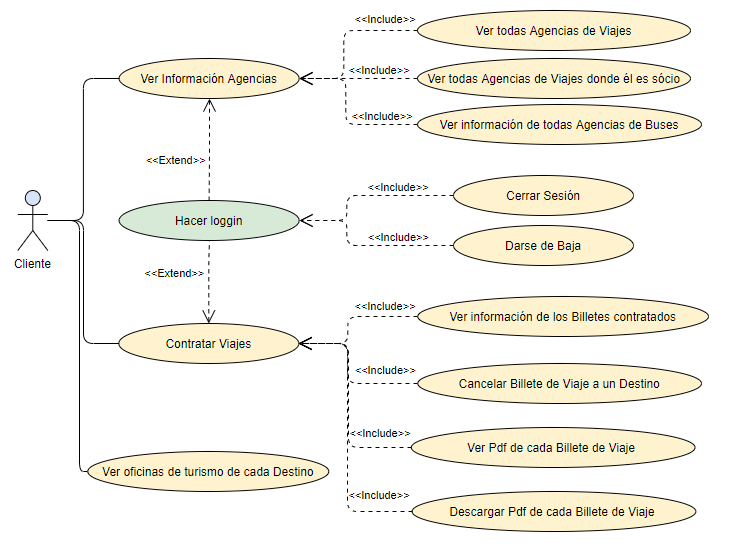 <<Include>>
Ver todas Agencias de Viajes
<<Include>>
Ver Información Agencias
Ver todas Agencias de Viajes donde él es sócio
<<Include>>
Ver información de todas Agencias de Buses
<<Extend>>
<<Include>>
Cerrar Sesión
Hacer loggin
<<Include>>
Darse de Baja
Cliente
<<Extend>>
<<Include>>
Ver información de los Billetes contratados
Contratar Viajes
<<Include>>
Cancelar Billete de Viaje a un Destino
<<Include>>
Ver Pdf de cada Billete de Viaje
Ver oficinas de turismo de cada Destino
<<Include>>
Descargar Pdf de cada Billete de Viaje